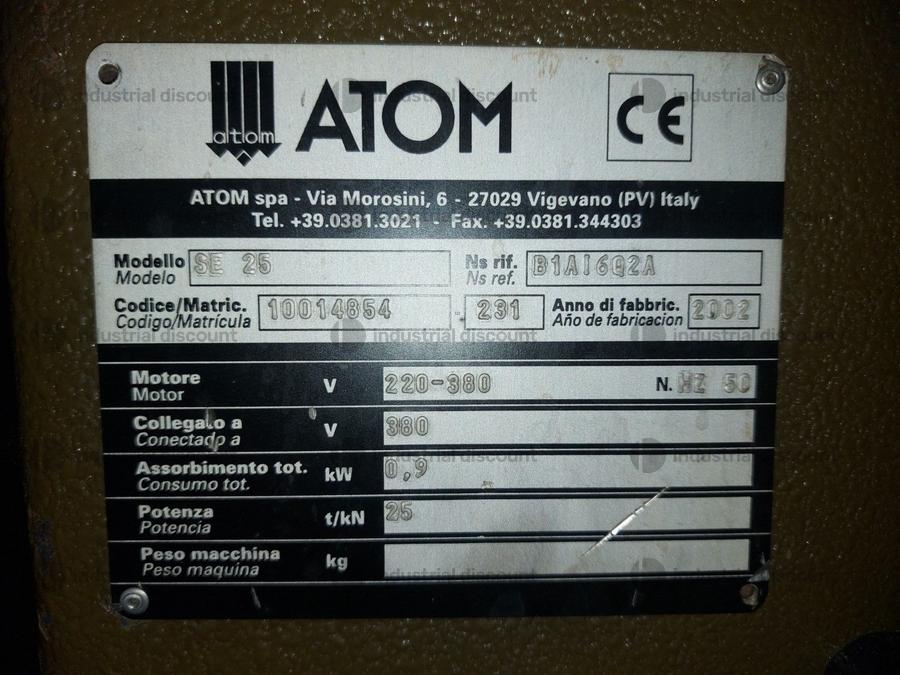 atom ATOM CE
ATOM spa - Via Morosini, 6 - 27029 Vigevano (PV) Italy
Tel. +39.0381.3021 - Fax. +39.0381.344303
Modello SE 25 Ns rif. B1AI6Q2A
Modelo Ns ref.
Codice/Matric. 10014854 231 Anno di fabbric. 2002
Codigo/Matrícula Año de fabricacion
Motore V 220-380 N. HZ 50
Motor
Collegato a V 380
Conectado a
Assorbimento tot. kW 0,9
Consumo tot.
Potenza t/kN 25
Potencia
Peso macchina kg
Peso maquina
industrial discount